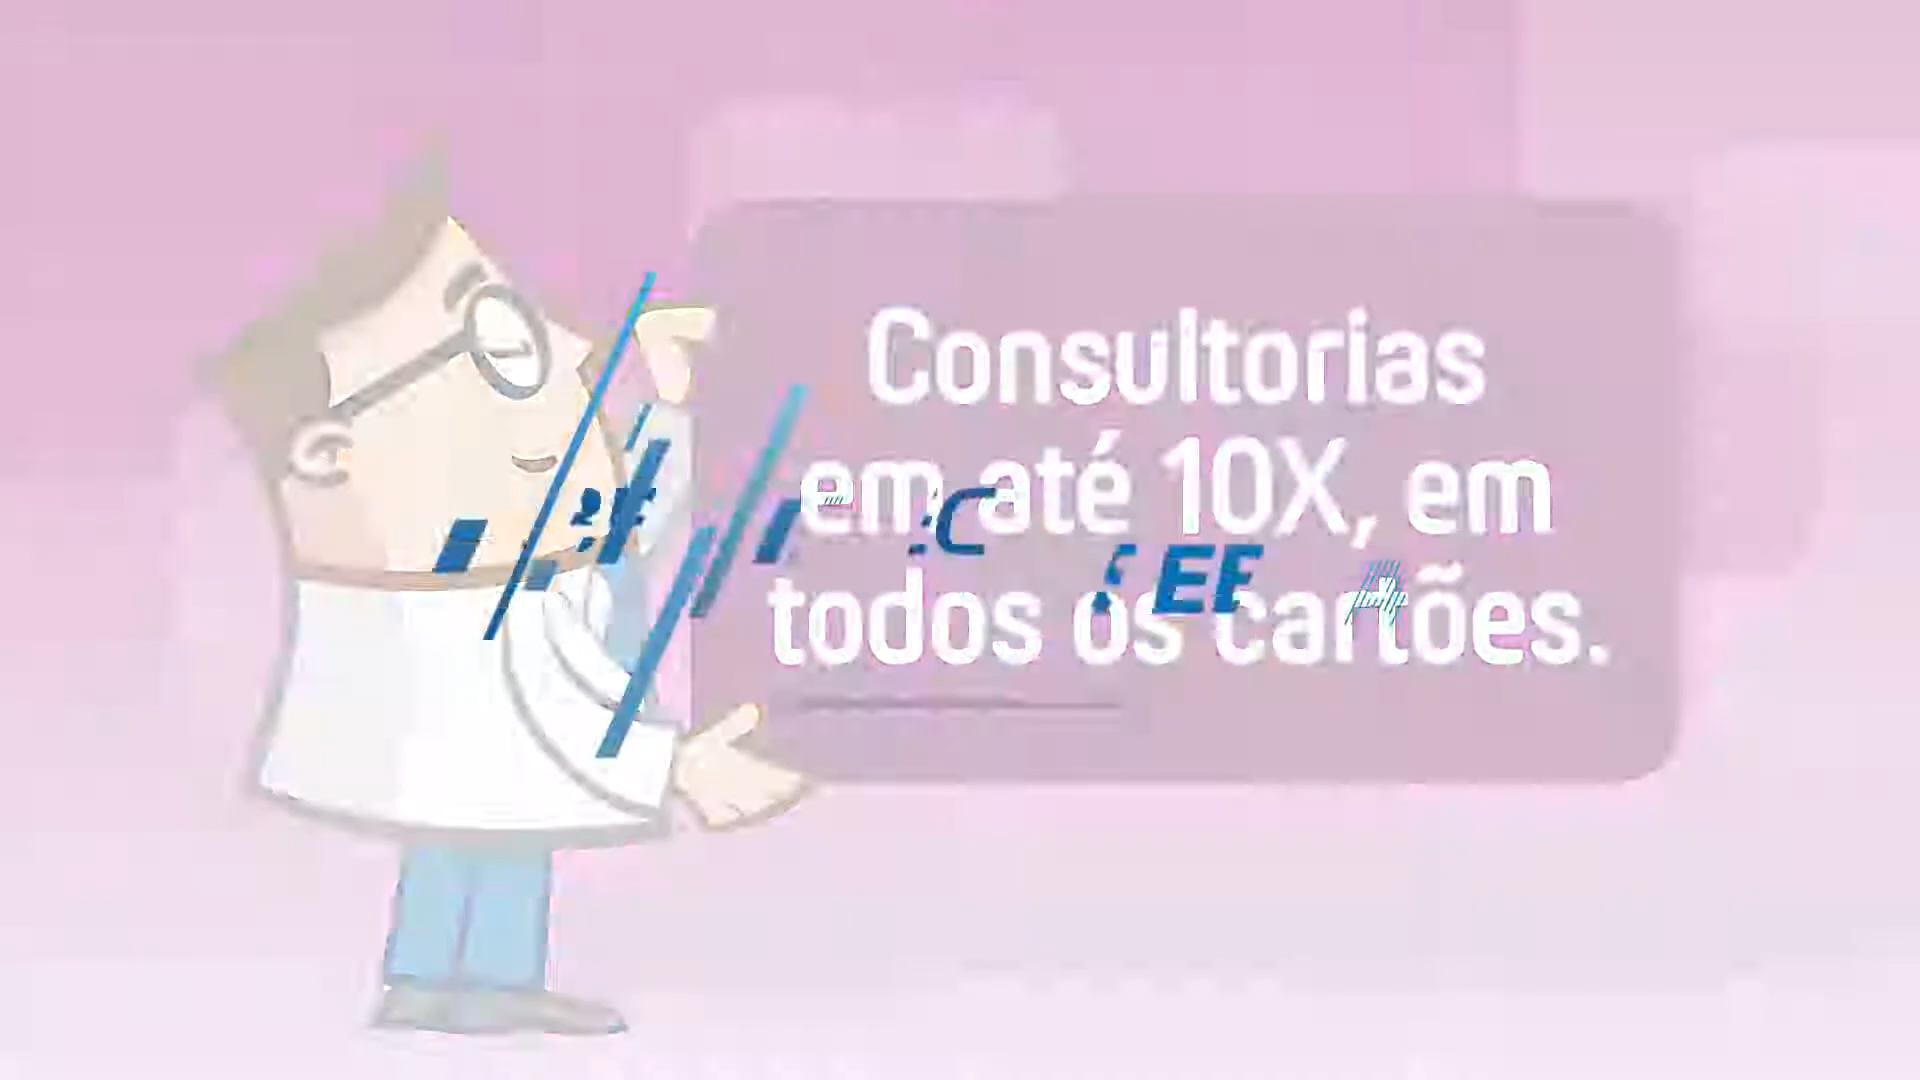 Consultorias
em até 10X, em
todos os cartões.